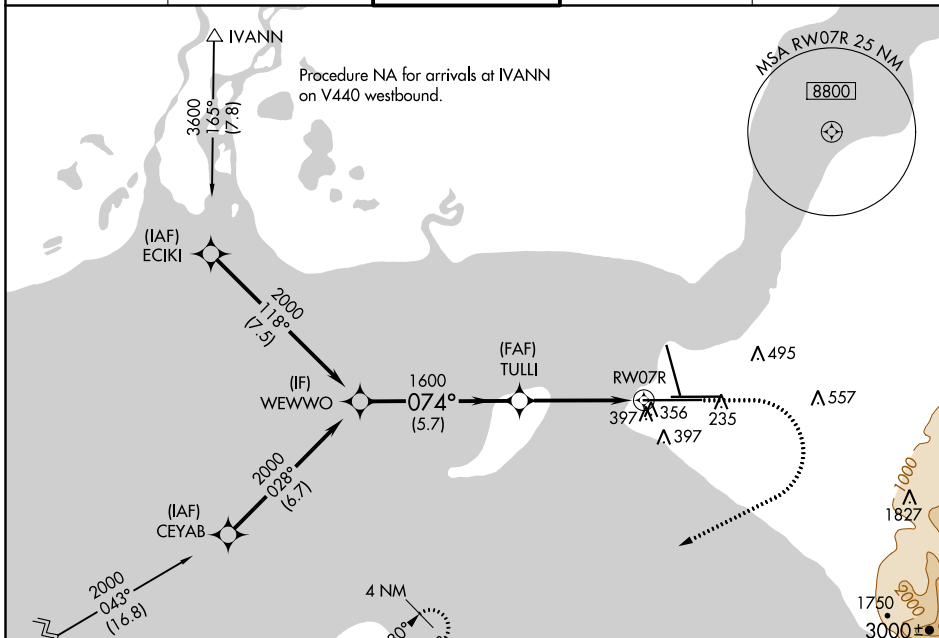 IVANN
Procedure NA for arrivals at IVANN
on V440 westbound.
MSA RW07R 25 NM
8800
3600
165°
(7.8)
(IAF)
ECIKI
2000
118°
(7.5)
(IF)
WEWWO
1600
074°
(5.7)
(FAF)
TULLI
RW07R
397
356
397
235
495
557
2000
028°
(6.7)
(IAF)
CEYAB
2000
043°
(16.8)
4 NM
1000
1827
2000
1750
3000±